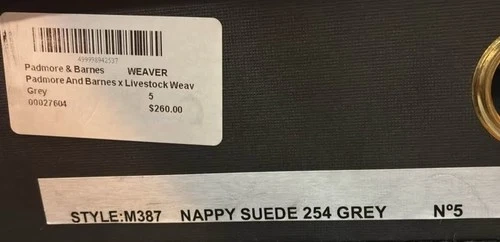 499998942537
Padmore & Barnes WEAVER
Padmore And Barnes x Livestock Weav
Grey 5
00027604 $260.00
STYLE:M387 NAPPY SUEDE 254 GREY Nº5